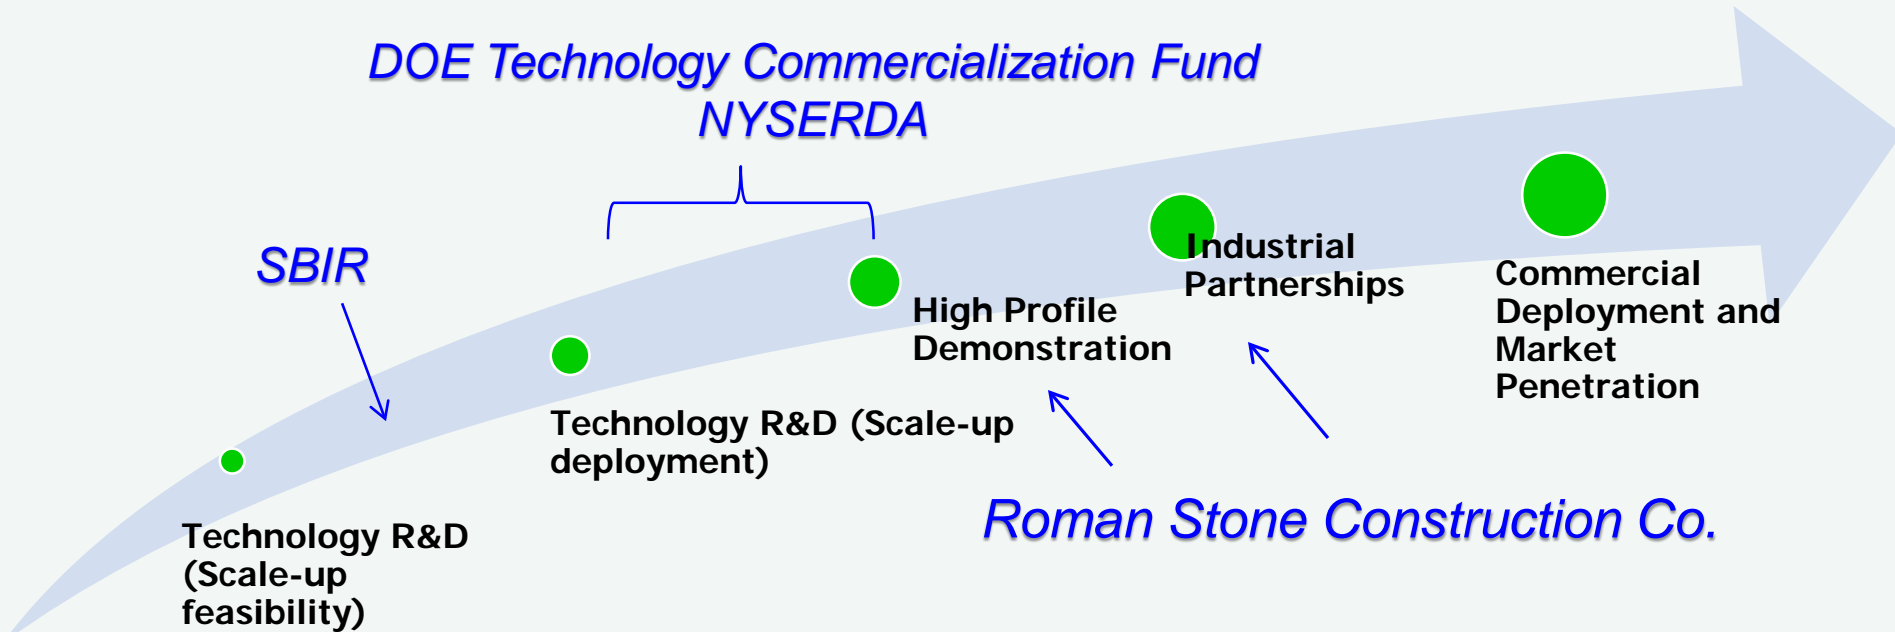 DOE Technology Commercialization Fund
NYSERDA
SBIR
Industrial
Partnerships
Commercial
Deployment and
Market
Penetration
High Profile
Demonstration
Technology R&D (Scale-up
deployment)
Roman Stone Construction Co.
Technology R&D
(Scale-up
feasibility)